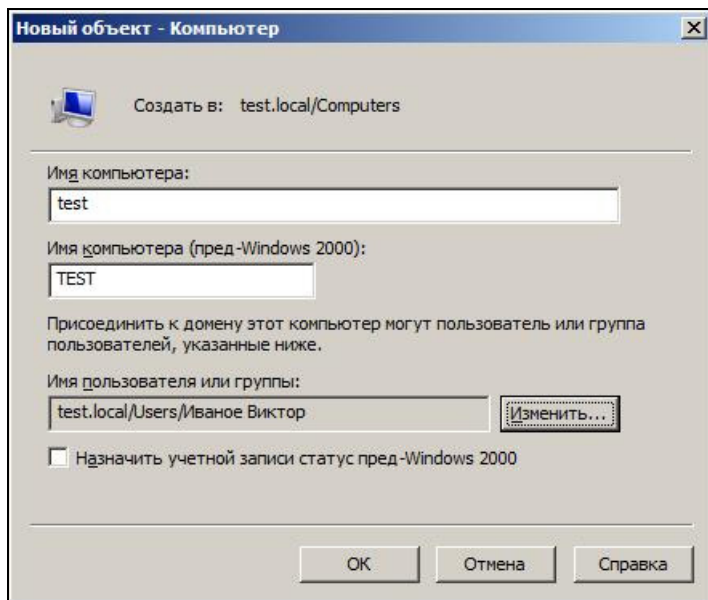 Новый объект - Компьютер
Создать в: test.local/Computers
Имя компьютера:
test
Имя компьютера (пред-Windows 2000):
TEST
Присоединить к домену этот компьютер могут пользователь или группа
пользователей, указанные ниже.
Имя пользователя или группы:
test.local/Users/Иваное Виктор
Изменить...
Назначить учетной записи статус пред-Windows 2000
ОК
Отмена
Справка